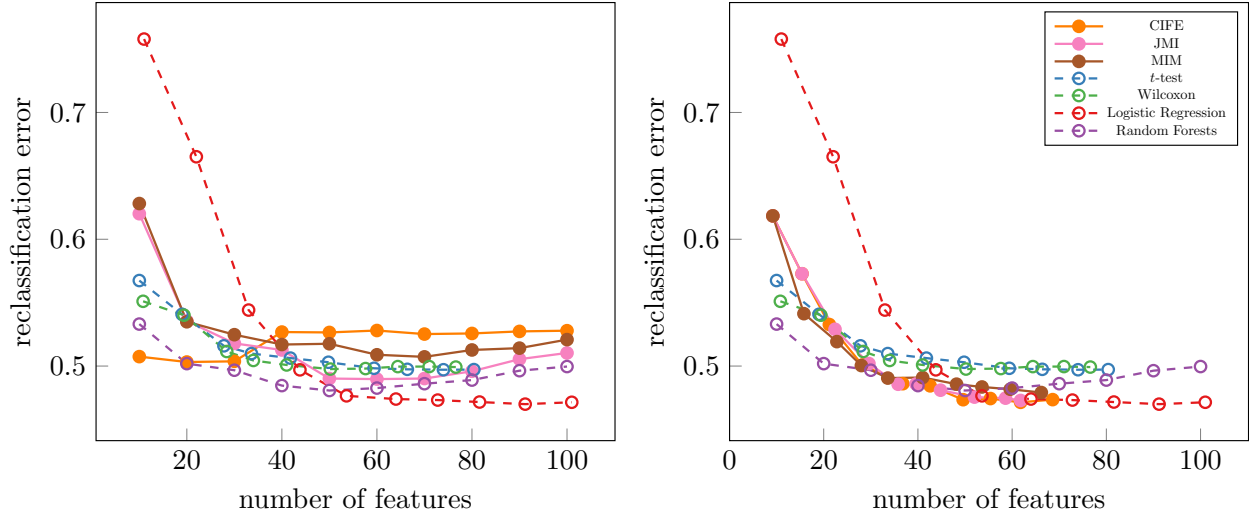 0.7
0.6
0.5
20
40
60
80
100
number of features
reclassification error
0.7
0.6
0.5
0
20
40
60
80
100
number of features
reclassification error
CIFE
JMI
MIM
t-test
Wilcoxon
Logistic Regression
Random Forests